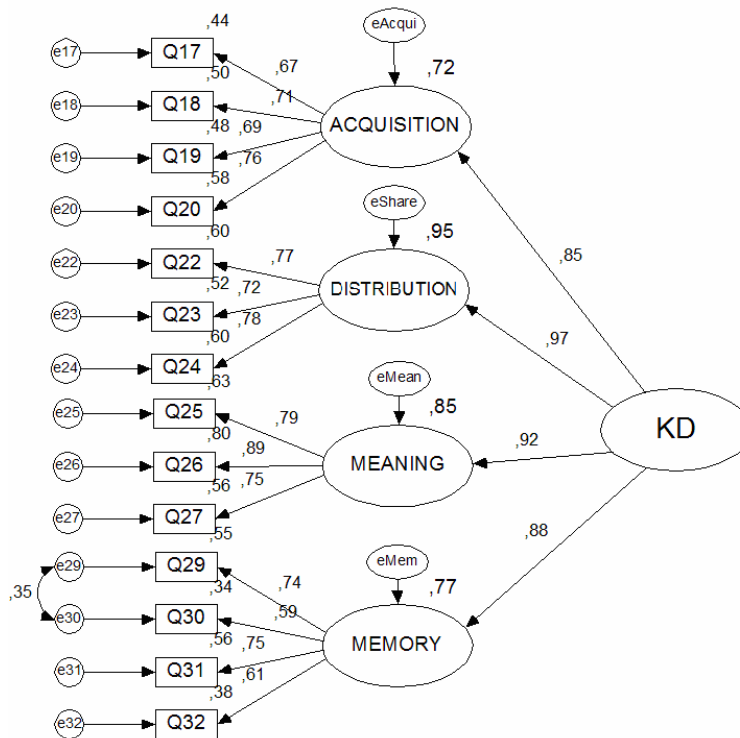 ,44
eAcqui
e17
Q17
,67
,72
,50
e18
Q18
,71
ACQUISITION
,48
,69
e19
Q19
,76
,58
e20
Q20
eShare
,60
,95
e22
Q22
,77
,85
,52
,72
DISTRIBUTION
e23
Q23
,78
,60
,97
e24
Q24
eMean
,63
,85
e25
Q25
,79
,80
KD
,89
,92
e26
Q26
MEANING
,56
,75
e27
Q27
,55
,88
e29
Q29
eMem
,74
,77
,34
,35
,59
e30
Q30
,56
,75
MEMORY
e31
Q31
,61
,38
e32
Q32